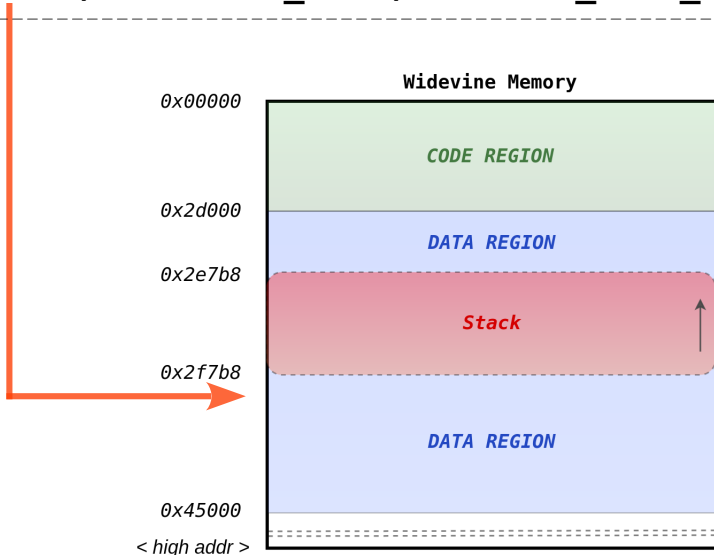 Widevine Memory
0x00000
CODE REGION
0x2d000
DATA REGION
0x2e7b8
Stack
0x2f7b8
DATA REGION
0x45000
< high addr >